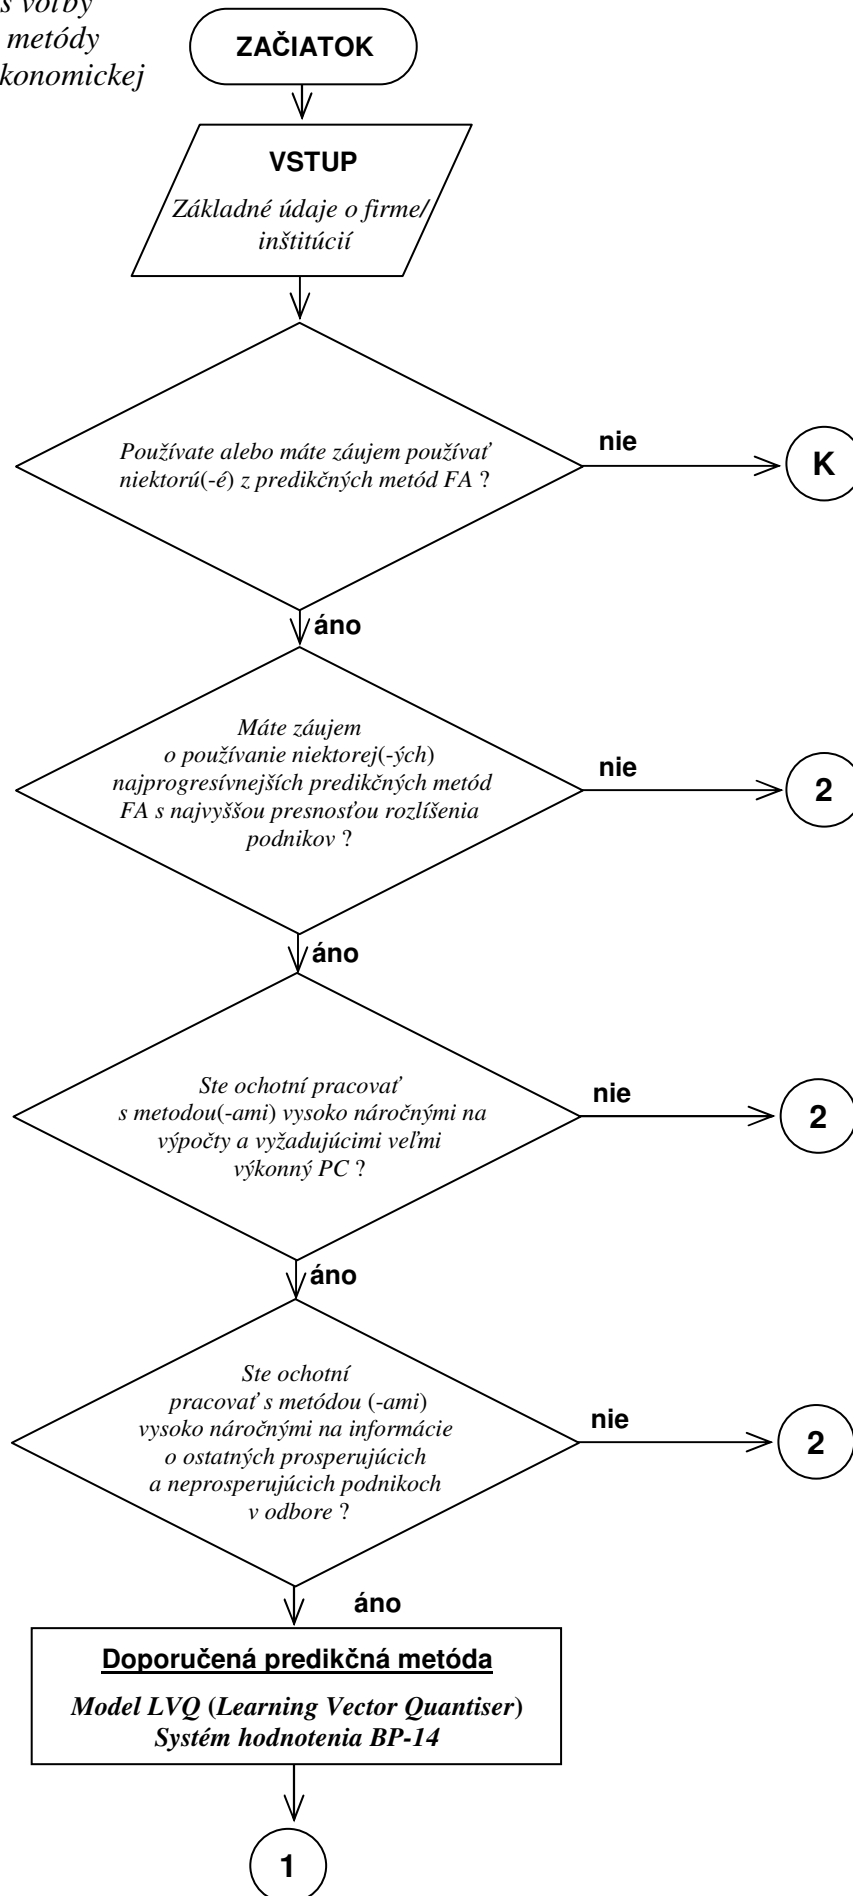 s voľby
metódy
konomickej
ZAČIATOK
VSTUP
Základné údaje o firme/
inštitúcií
Používate alebo máte záujem používať
niektorú(-é) z predikčných metód FA ?
nie
K
áno
Máte záujem
o používanie niektorej(-ých)
najprogresívnejších predikčných metód
FA s najvyššou presnosťou rozlíšenia
podnikov ?
nie
2
áno
Ste ochotní pracovať
s metodou(-ami) vysoko náročnými na
výpočty a vyžadujúcimi veľmi
výkonný PC ?
nie
2
áno
Ste ochotní
pracovať s metódou (-ami)
vysoko náročnými na informácie
o ostatných prosperujúcich
a neprosperujúcich podnikoch
v odbore ?
nie
2
áno
Doporučená predikčná metóda
Model LVQ (Learning Vector Quantiser)
Systém hodnotenia BP-14
1